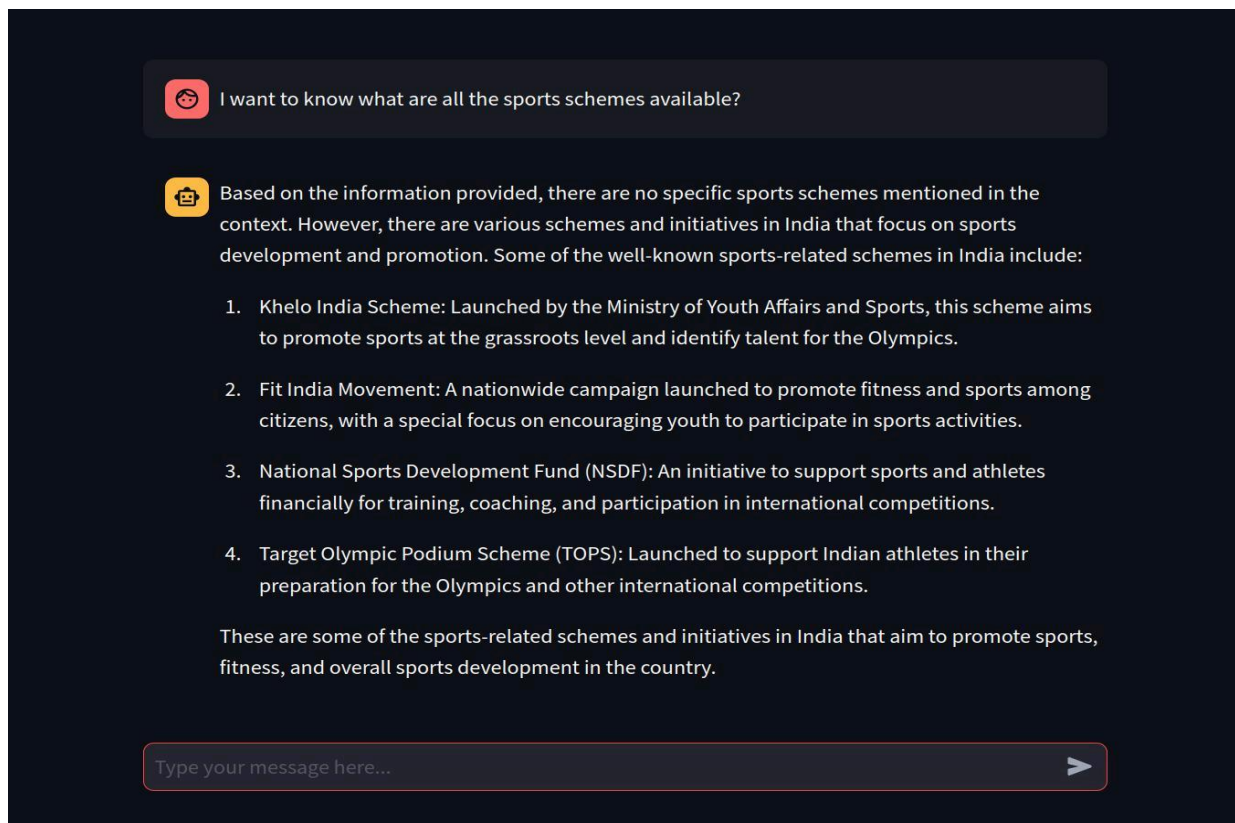 I want to know what are all the sports schemes available?
Based on the information provided, there are no specific sports schemes mentioned in the
context. However, there are various schemes and initiatives in India that focus on sports
development and promotion. Some of the well-known sports-related schemes in India include:
1. Khelo India Scheme: Launched by the Ministry of Youth Affairs and Sports, this scheme aims
to promote sports at the grassroots level and identify talent for the Olympics.
2. Fit India Movement: A nationwide campaign launched to promote fitness and sports among
citizens, with a special focus on encouraging youth to participate in sports activities.
3. National Sports Development Fund (NSDF): An initiative to support sports and athletes
financially for training, coaching, and participation in international competitions.
4. Target Olympic Podium Scheme (TOPS): Launched to support Indian athletes in their
preparation for the Olympics and other international competitions.
These are some of the sports-related schemes and initiatives in India that aim to promote sports,
fitness, and overall sports development in the country.
Type your message here...